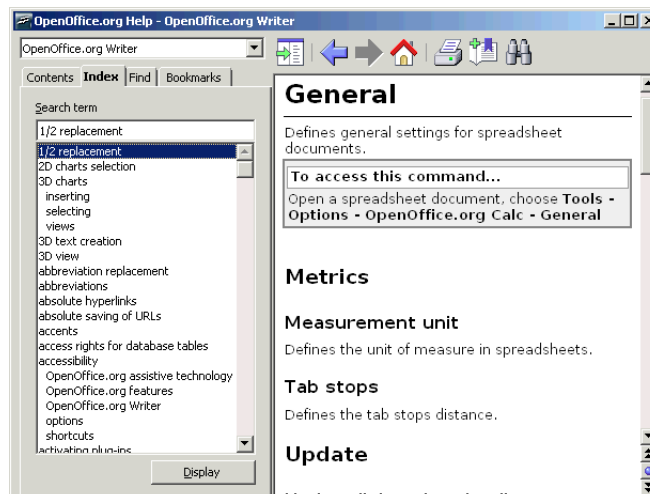 OpenOffice.org Help - OpenOffice.org Writer
OpenOffice.org Writer
Contents Index Find Bookmarks
Search term
1/2 replacement
1/2 replacement
2D charts selection
3D charts
inserting
selecting
views
3D text creation
3D view
abbreviation replacement
abbreviations
absolute hyperlinks
absolute saving of URLs
accents
access rights for database tables
accessibility
OpenOffice.org assistive technology
OpenOffice.org features
OpenOffice.org Writer
options
shortcuts
activating plug-ins
Display
General
Defines general settings for spreadsheet
documents.
To access this command...
Open a spreadsheet document, choose Tools -
Options - OpenOffice.org Calc - General
Metrics
Measurement unit
Defines the unit of measure in spreadsheets.
Tab stops
Defines the tab stops distance.
Update